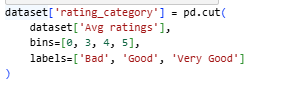 dataset['rating_category'] = pd.cut(
    dataset['Avg ratings'],
    bins=[0, 3, 4, 5],
    labels=['Bad', 'Good', 'Very Good']
)